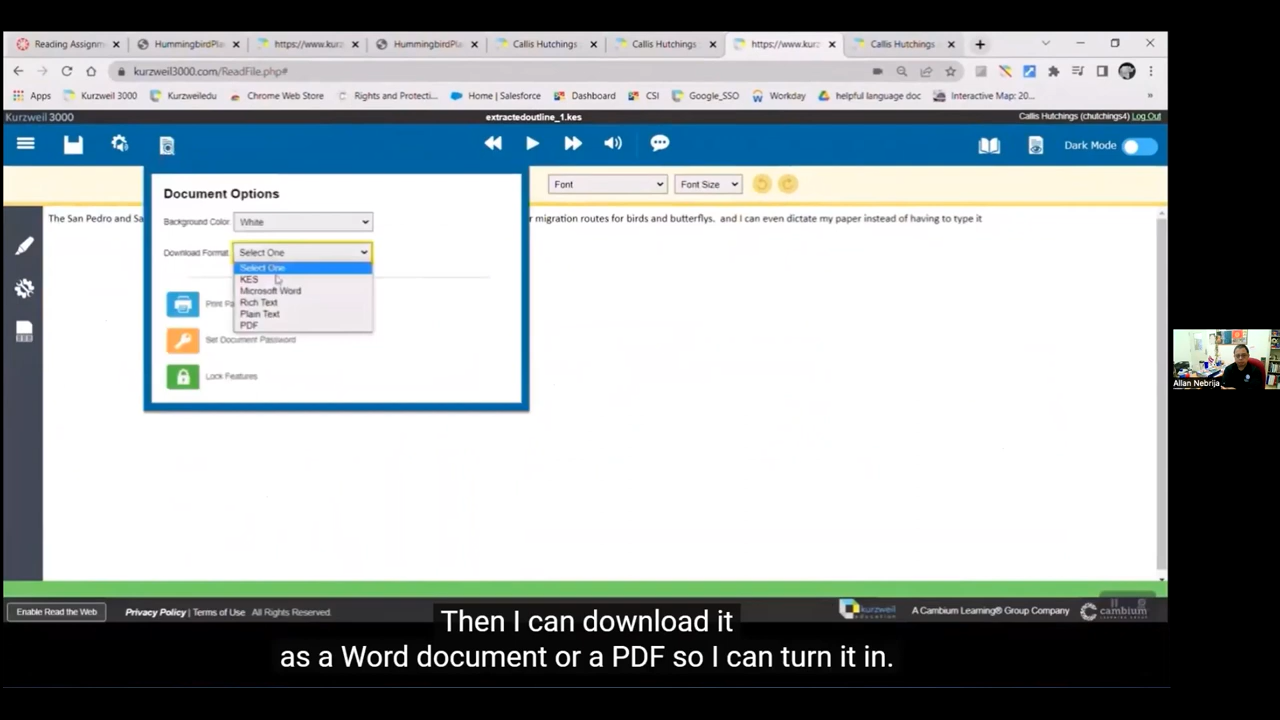 Reading Assignm
HummingbirdPla
https://www.kurz
HummingbirdPla
Callis Hutchings
Callis Hutchings
https://www.kurz
Callis Hutchings
kurzweil3000.com/ReadFile.php#
Apps
Kurzweil 3000
Kurzweiledu
Chrome Web Store
Rights and Protecti...
Home | Salesforce
Dashboard
CSI
Google_SSO
Workday
helpful language doc
Interactive Map: 20...
Kurzweil 3000
extractedoutline_1.kes
Callis Hutchings (chutchings4) Log Out
Dark Mode
Document Options
Font
Font Size
The San Pedro and Sa
r migration routes for birds and butterflys. and I can even dictate my paper instead of having to type it
Background Color: White
Download Format: Select One
Select One
KES
Microsoft Word
Rich Text
Print Pa
Plain Text
PDF
Set Document Password
Lock Features
Allan Nebrija
Enable Read the Web
Privacy Policy | Terms of Use All Rights Reserved
kurzweil
A Cambium Learning® Group Company
cambium
Then I can download it
as a Word document or a PDF so I can turn it in.